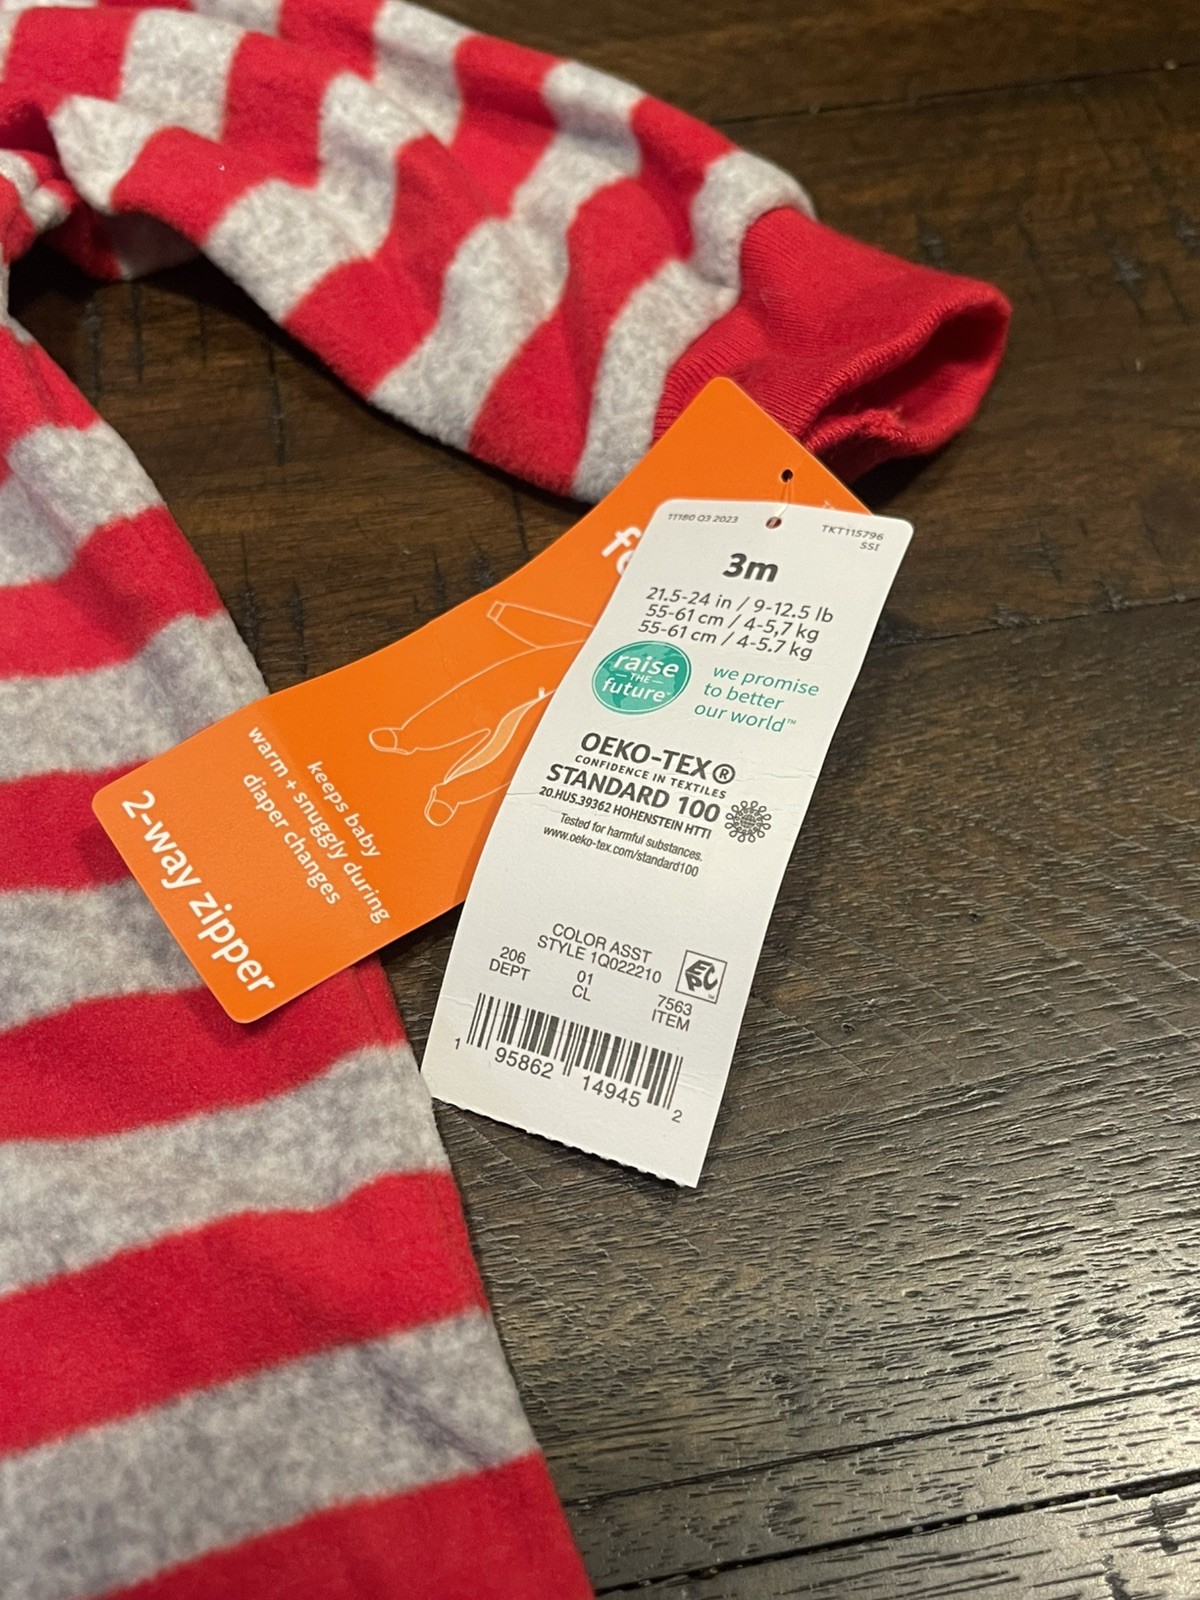 11180 Q3 2023
TKT115796
SSI
3m
21.5-24 in / 9-12.5 lb
55-61 cm / 4-5,7 kg
55-61 cm / 4-5.7 kg
raise
THE
future™
we promise
to better
our world™
OEKO-TEX®
CONFIDENCE IN TEXTILES
STANDARD 100
20.HUS.39362 HOHENSTEIN HTTI
Tested for harmful substances.
www.oeko-tex.com/standard100
COLOR ASST
STYLE 1Q022210
206
DEPT
01
CL
7563
ITEM
EPC™
1 95862 14945 2
2-way zipper
keeps baby
warm + snuggly during
diaper changes